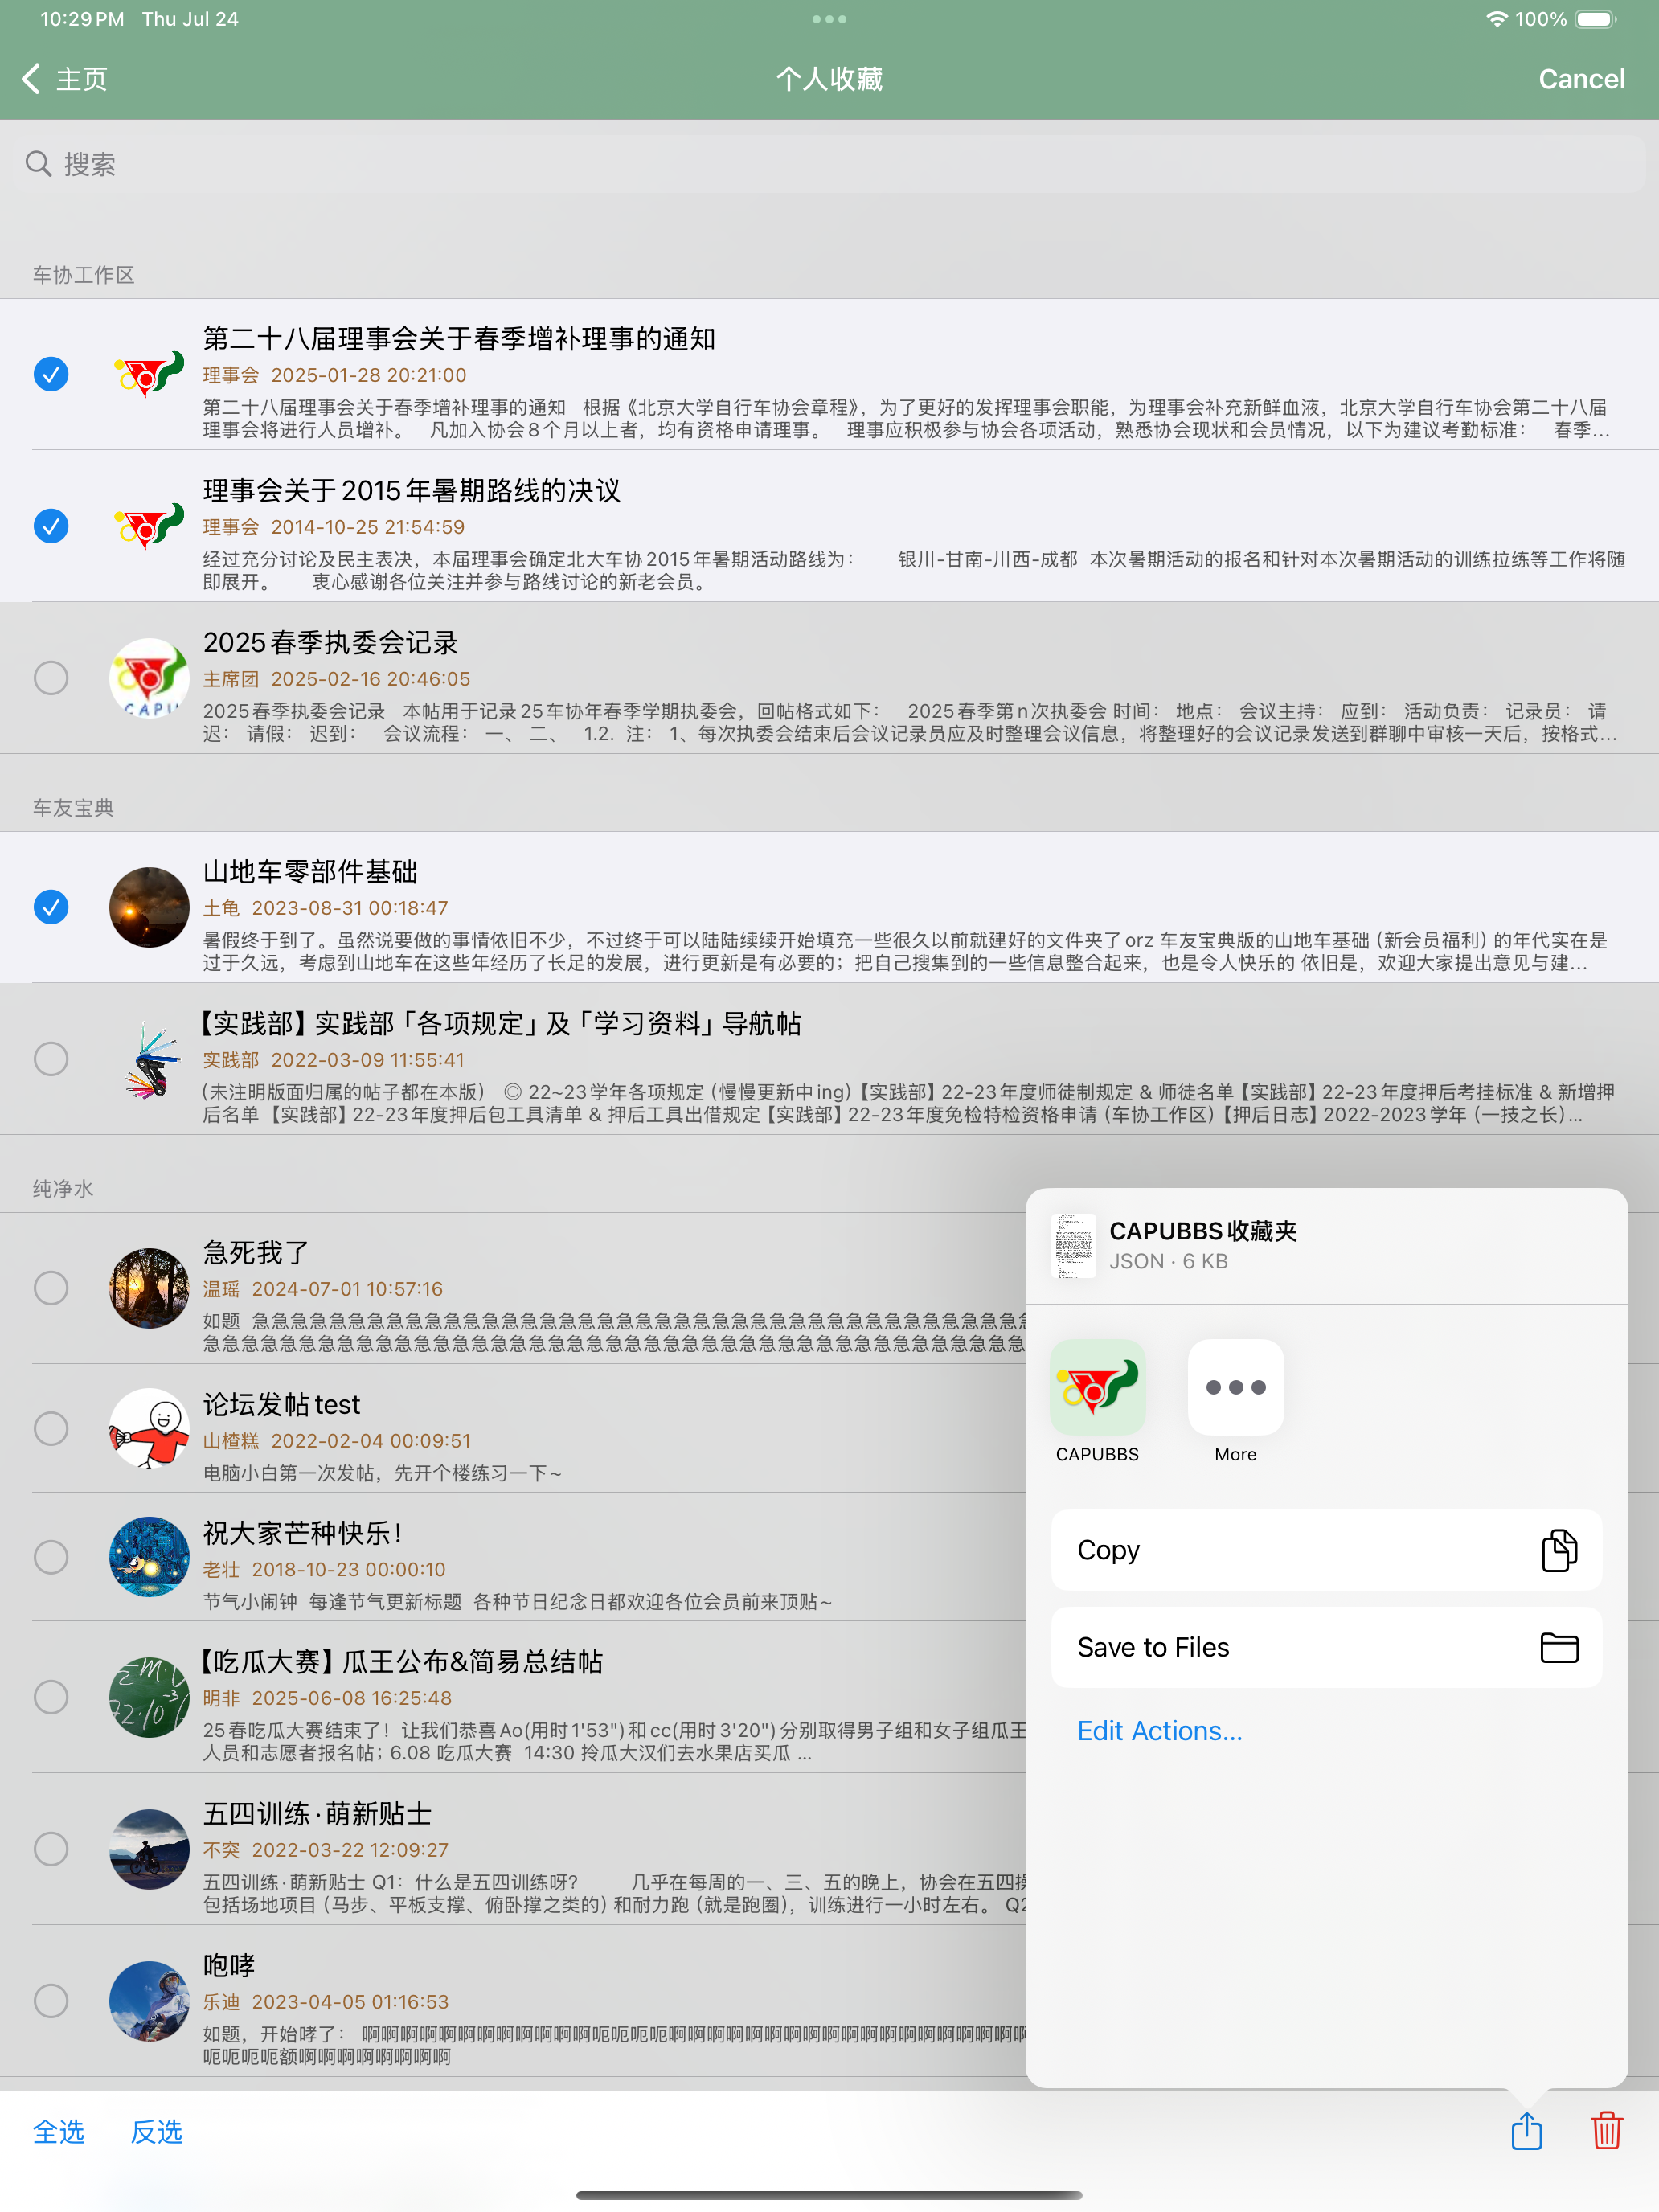 10:29 PM Thu Jul 24
100%
主页
个人收藏
Cancel
搜索
车协工作区
第二十八届理事会关于春季增补理事的通知
理事会 2025-01-28 20:21:00
第二十八届理事会关于春季增补理事的通知 根据《北京大学自行车协会章程》，为了更好的发挥理事会职能，为理事会补充新鲜血液，北京大学自行车协会第二十八届
理事会将进行人员增补。 凡加入协会8个月以上者，均有资格申请理事。 理事应积极参与协会各项活动，熟悉协会现状和会员情况，以下为建议考勤标准： 春季...
理事会关于2015年暑期路线的决议
理事会 2014-10-25 21:54:59
经过充分讨论及民主表决，本届理事会确定北大车协2015年暑期活动路线为： 银川-甘南-川西-成都 本次暑期活动的报名和针对本次暑期活动的训练拉练等工作将随
即展开。 衷心感谢各位关注并参与路线讨论的新老会员。
2025春季执委会记录
CAPU
主席团 2025-02-16 20:46:05
2025春季执委会记录 本帖用于记录25车协年春季学期执委会，回帖格式如下： 2025春季第n次执委会 时间： 地点： 会议主持： 应到： 活动负责： 记录员： 请
迟： 请假： 迟到： 会议流程： 一、 二、 1.2. 注： 1、每次执委会结束后会议记录员应及时整理会议信息，将整理好的会议记录发送到群聊中审核一天后，按格式...
车友宝典
山地车零部件基础
土龟 2023-08-31 00:18:47
暑假终于到了。虽然说要做的事情依旧不少，不过终于可以陆陆续续开始填充一些很久以前就建好的文件夹了orz 车友宝典版的山地车基础（新会员福利）的年代实在是
过于久远，考虑到山地车在这些年经历了长足的发展，进行更新是有必要的；把自己搜集到的一些信息整合起来，也是令人快乐的 依旧是，欢迎大家提出意见与建...
【实践部】实践部「各项规定」及「学习资料」导航帖
实践部 2022-03-09 11:55:41
（未注明版面归属的帖子都在本版） ◎ 22~23学年各项规定（慢慢更新中ing）【实践部】22-23年度师徒制规定 & 师徒名单【实践部】22-23年度押后考挂标准 & 新增押
后名单 【实践部】22-23年度押后包工具清单 & 押后工具出借规定【实践部】22-23年度免检特检资格申请（车协工作区）【押后日志】2022-2023学年（一技之长）...
纯净水
急死我了
温瑶 2024-07-01 10:57:16
如题 急急急急急急急急急急急急急急急急急急急急急急急急急急急急急急急急急急急急急急急急
急急急急急急急急急急急急急急急急急急急急急急急急急急急急急急急急急急急急急急急急急急急
论坛发帖test
山楂糕 2022-02-04 00:09:51
电脑小白第一次发帖，先开个楼练习一下~
祝大家芒种快乐！
老壮 2018-10-23 00:00:10
节气小闹钟 每逢节气更新标题 各种节日纪念日都欢迎各位会员前来顶贴~
【吃瓜大赛】瓜王公布&简易总结帖
明非 2025-06-08 16:25:48
25春吃瓜大赛结束了！让我们恭喜Ao(用时1'53")和cc(用时3'20")分别取得男子组和女子组瓜王
人员和志愿者报名帖；6.08 吃瓜大赛 14:30 拎瓜大汉们去水果店买瓜 ...
五四训练·萌新贴士
不突 2022-03-22 12:09:27
五四训练·萌新贴士 Q1：什么是五四训练呀？ 几乎在每周的一、三、五的晚上，协会在五四操
包括场地项目（马步、平板支撑、俯卧撑之类的）和耐力跑（就是跑圈），训练进行一小时左右。 Q2
咆哮
乐迪 2023-04-05 01:16:53
如题，开始哮了： 啊啊啊啊啊啊啊啊啊啊啊啊呃呃呃呃啊啊啊啊啊啊啊啊啊啊啊啊啊啊啊啊啊啊啊
呃呃呃呃额啊啊啊啊啊啊啊啊
CAPUBBS收藏夹
JSON · 6 KB
CAPUBBS
More
Copy
Save to Files
Edit Actions...
全选
反选